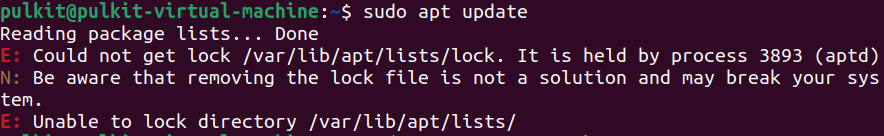 pulkit@pulkit-virtual-machine:~$ sudo apt update
Reading package lists... Done
E: Could not get lock /var/lib/apt/lists/lock. It is held by process 3893 (aptd)
N: Be aware that removing the lock file is not a solution and may break your sys
tem.
E: Unable to lock directory /var/lib/apt/lists/